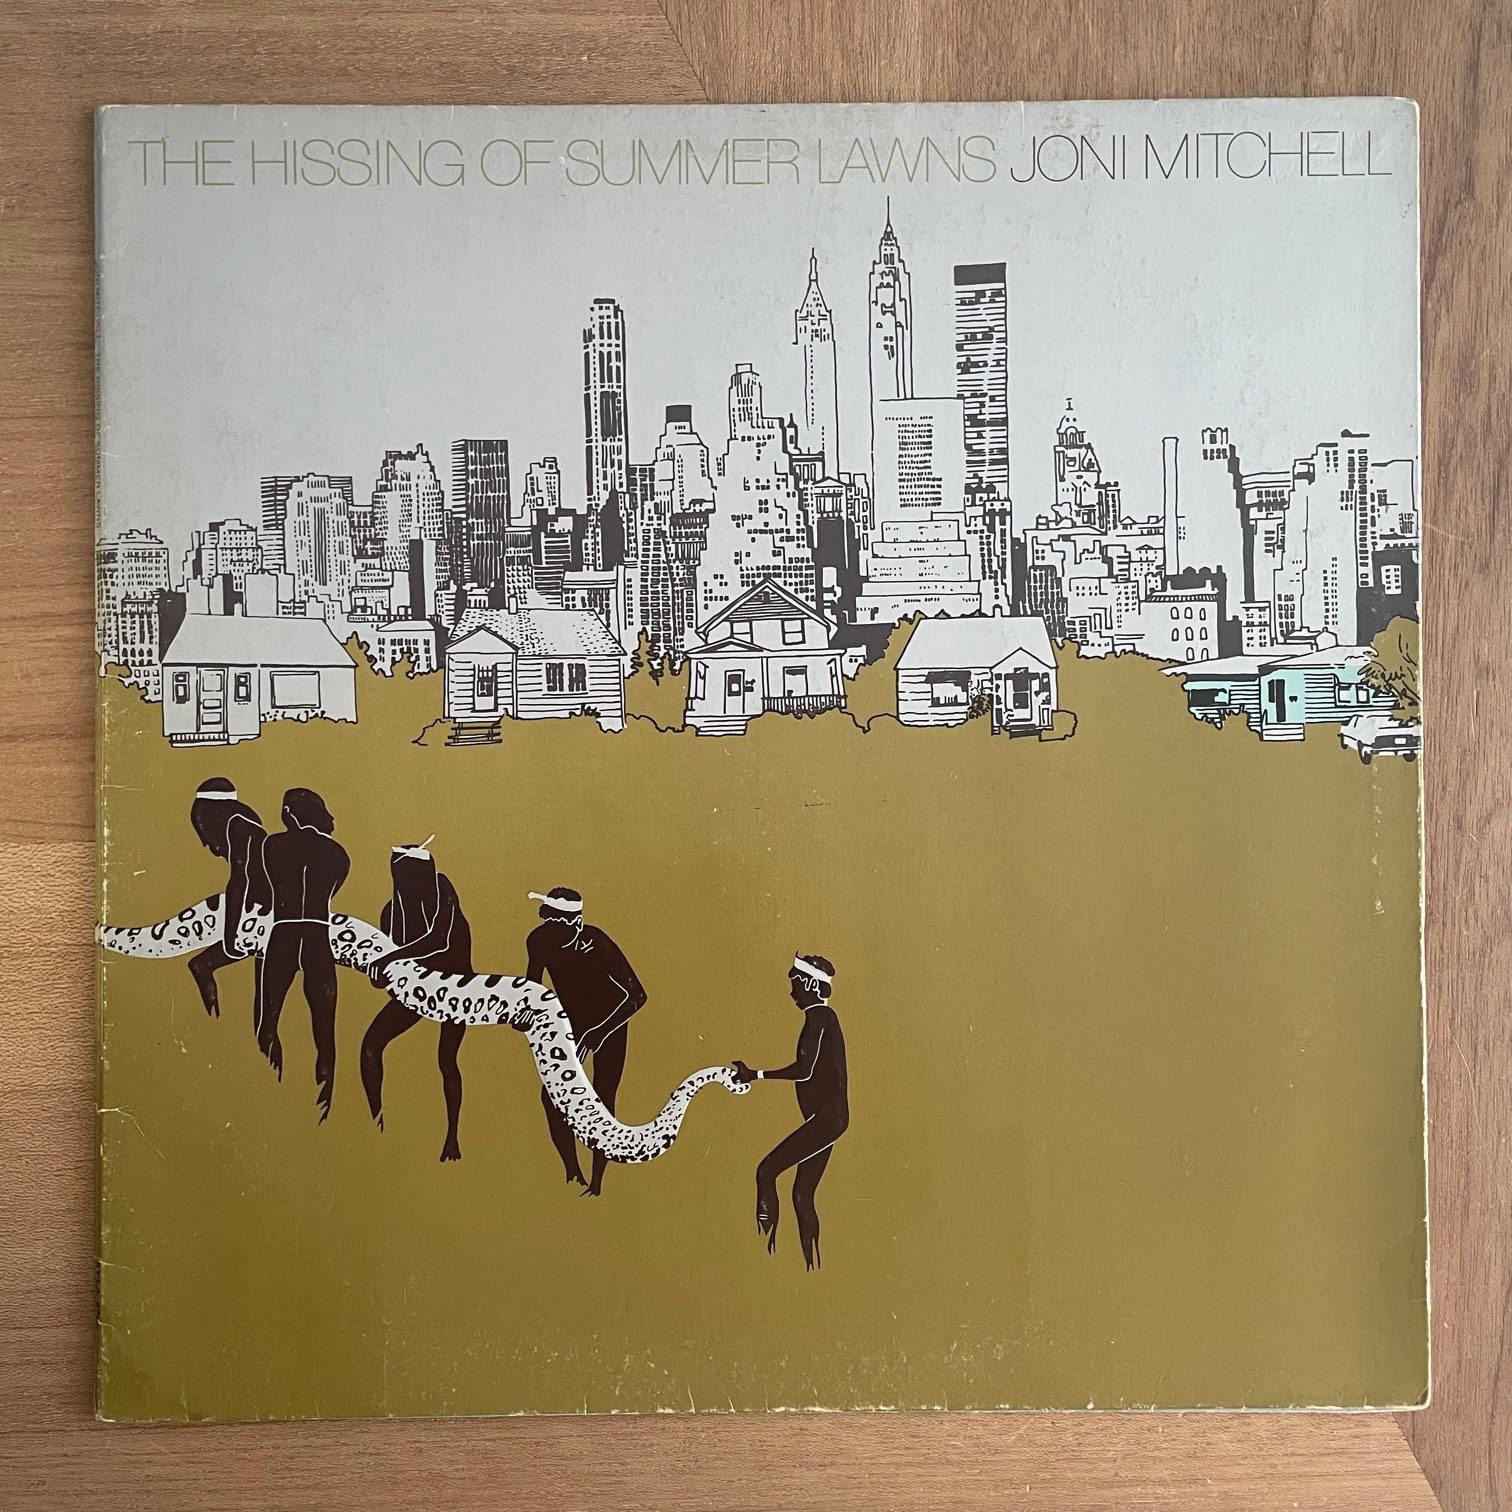 THE HISSING OF SUMMER LAWNS JONI MITCHELL